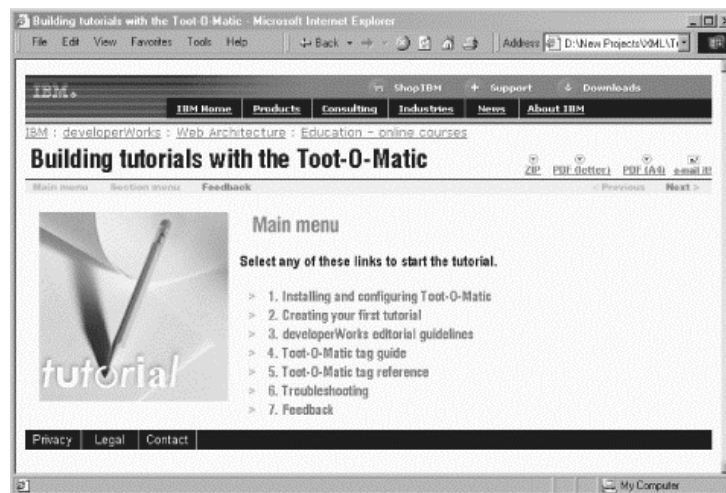 Building tutorials with the Toot-O-Matic - Microsoft Internet Explorer
File Edit View Favorites Tools Help Back Address D:\New Projects\XML\T
IBM. Shop IBM + Support Downloads
IBM Home Products Consulting Industries News About IBM
IBM : developerWorks : Web Architecture : Education - online courses
Building tutorials with the Toot-O-Matic
ZIP PDF (letter) PDF (A4) e-mail it!
Main menu Section menu Feedback < Previous Next >
Main menu
Select any of these links to start the tutorial.
> 1. Installing and configuring Toot-O-Matic
> 2. Creating your first tutorial
> 3. developerWorks editorial guidelines
> 4. Toot-O-Matic tag guide
> 5. Toot-O-Matic tag reference
> 6. Troubleshooting
> 7. Feedback
tutorial
Privacy Legal Contact
My Computer